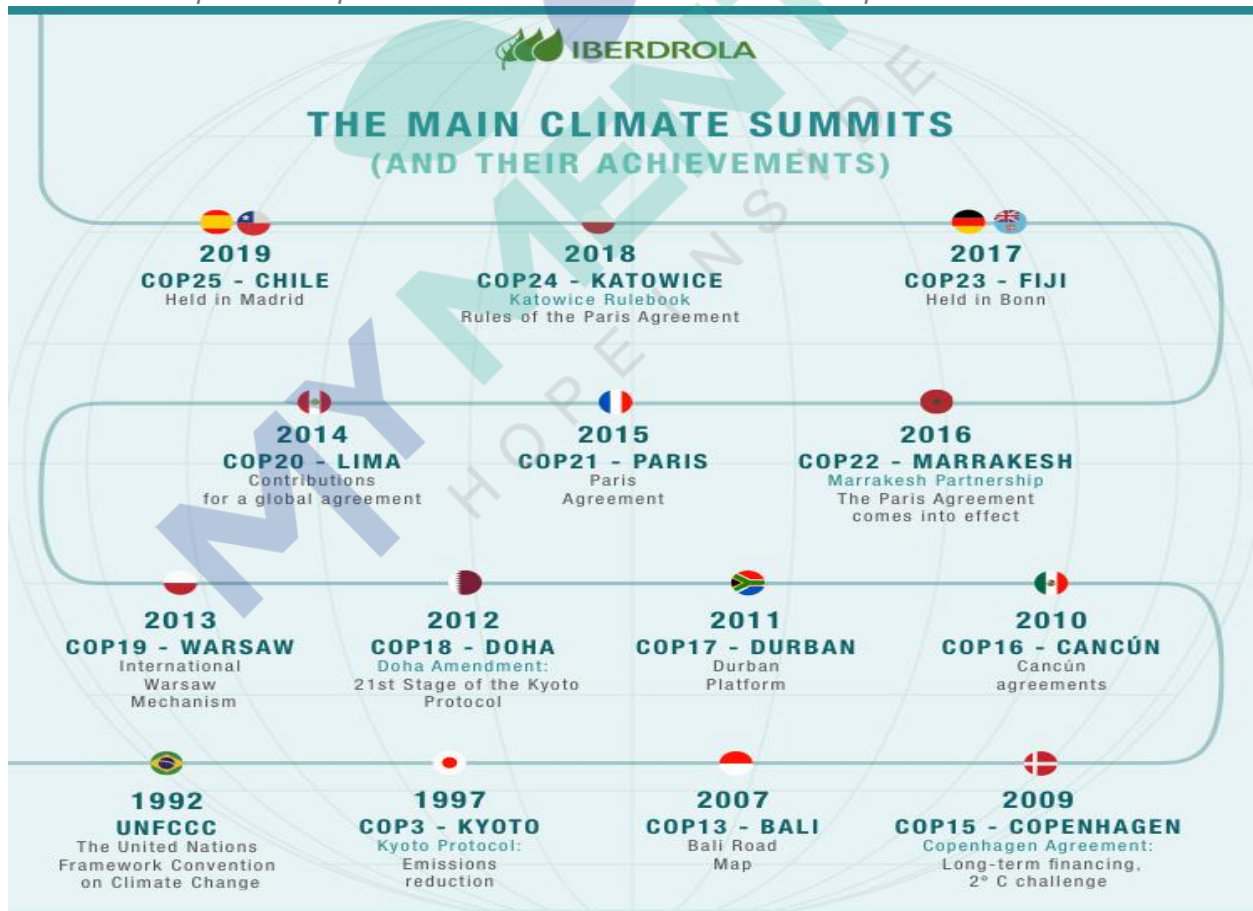 IBERDROLA
THE MAIN CLIMATE SUMMITS
(AND THEIR ACHIEVEMENTS)
2019
COP25 - CHILE
Held in Madrid
2018
COP24 - KATOWICE
Katowice Rulebook
Rules of the Paris Agreement
2017
COP23 - FIJI
Held in Bonn
2014
COP20 - LIMA
Contributions
for a global agreement
2015
COP21 - PARIS
Paris
Agreement
2016
COP22 - MARRAKESH
Marrakesh Partnership
The Paris Agreement
comes into effect
2013
COP19 - WARSAW
International
Warsaw
Mechanism
2012
COP18 - DOHA
Doha Amendment:
21st Stage of the Kyoto
Protocol
2011
COP17 - DURBAN
Durban
Platform
2010
COP16 - CANCÚN
Cancún
agreements
1992
UNFCCC
The United Nations
Framework Convention
on Climate Change
1997
COP3 - KYOTO
Kyoto Protocol:
Emissions
reduction
2007
COP13 - BALI
Bali Road
Map
2009
COP15 - COPENHAGEN
Copenhagen Agreement:
Long-term financing,
2º C challenge
MY MENT
HOPE INSIDE